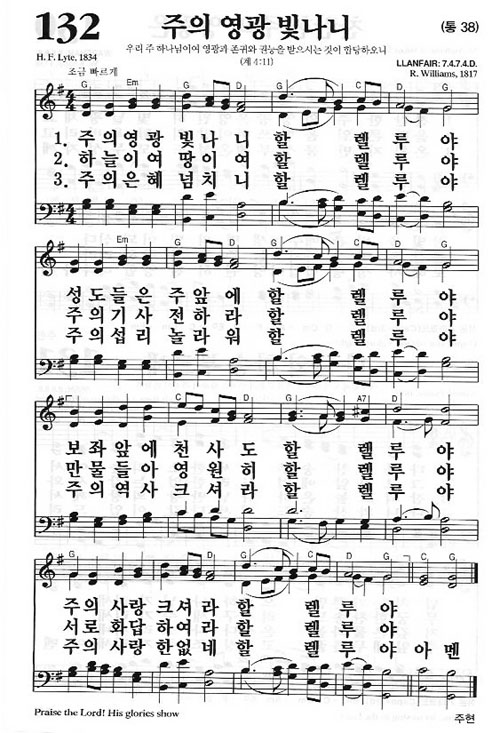 132
주의 영광 빛나니
(통 38)
우리 주 하나님이여 영광과 존귀와 권능을 받으시는 것이 합당하오니
(계 4:11)
H. F. Lyte, 1834
LLANFAIR: 7.4.7.4.D.
R. Williams, 1817
조금 빠르게
G Em G D G C G D G
1. 주의영광 빛나니할 렐루야
2. 하늘이여 땅이여할 렐루야
3. 주의은혜 넘치니할 렐루야
G Em G D G C G D G
성도들은주앞에할 렐루야
주의기사 전하라할 렐루야
주의섭리 놀라워할 렐루야
D C G D G A7 D
보좌앞에천사도할 렐루야
만물들아 영원히할 렐루야
주의역사크셔라할 렐루야
G D G C G C D G C G
주의 사랑 크셔라할 렐루야
서로화답 하여라할 렐루야
주의사랑한없네할 렐루야 아멘
Praise the Lord! His glories show
주현